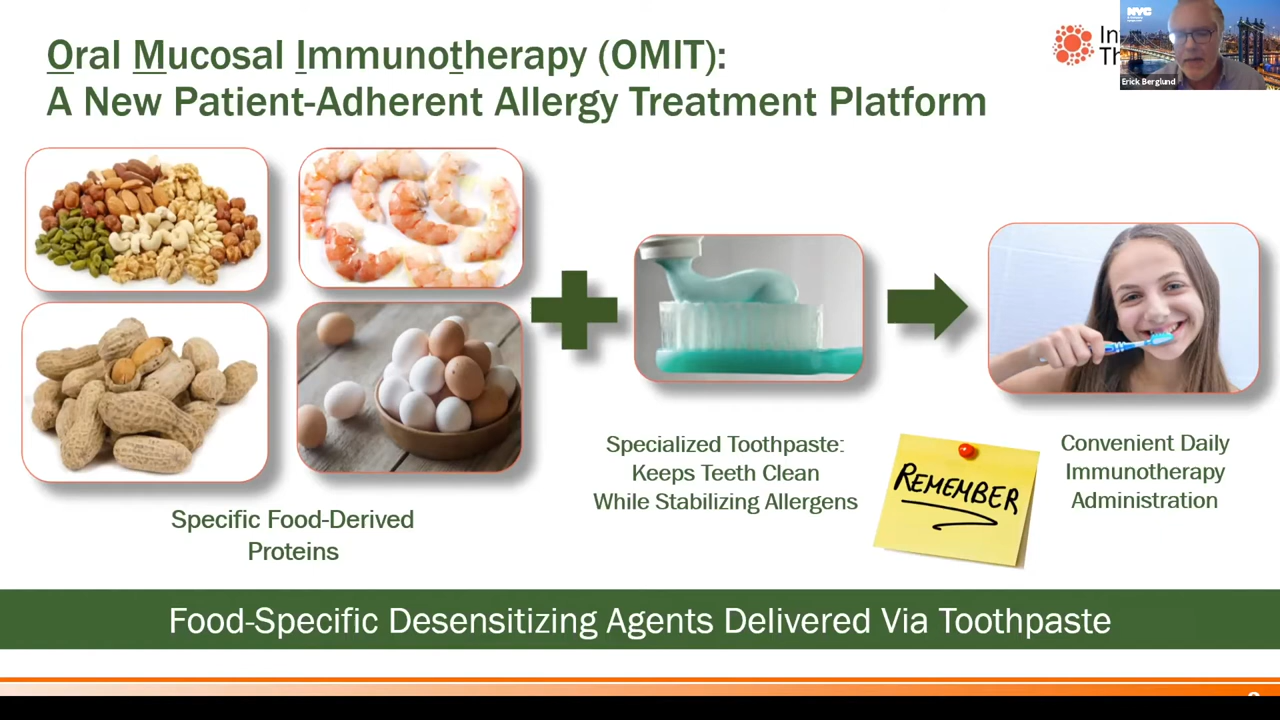 Oral Mucosal Immunotherapy (OMIT):
A New Patient-Adherent Allergy Treatment Platform
NYC
Erick Berglund
Specialized Toothpaste:
Keeps Teeth Clean
While Stabilizing Allergens
REMEMBER
Convenient Daily
Immunotherapy
Administration
Specific Food-Derived
Proteins
Food-Specific Desensitizing Agents Delivered Via Toothpaste